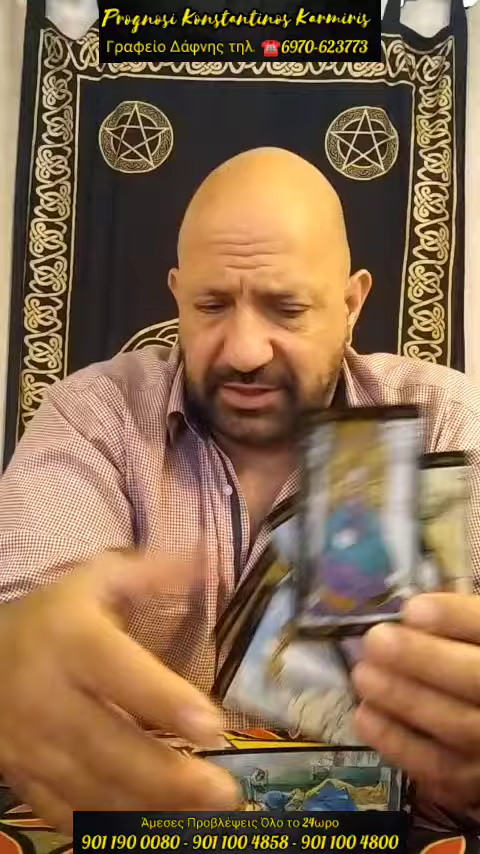 Prognosi Konstantinos Karmiris
Γραφείο Δάφνης τηλ. ☎️6970-623773
Άμεσες Προβλέψεις Όλο το 24ωρο
901 190 0080 - 901 100 4858 - 901 100 4800